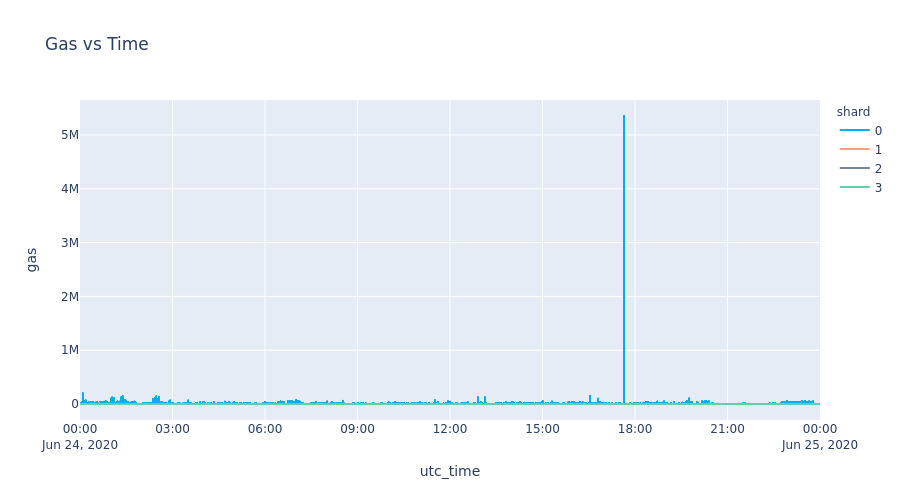 Gas vs Time
shard
0
1
2
3
5M
4M
3M
2M
1M
0
gas
00:00 03:00 06:00 09:00 12:00 15:00 18:00 21:00 00:00
Jun 24, 2020 Jun 25, 2020
utc_time